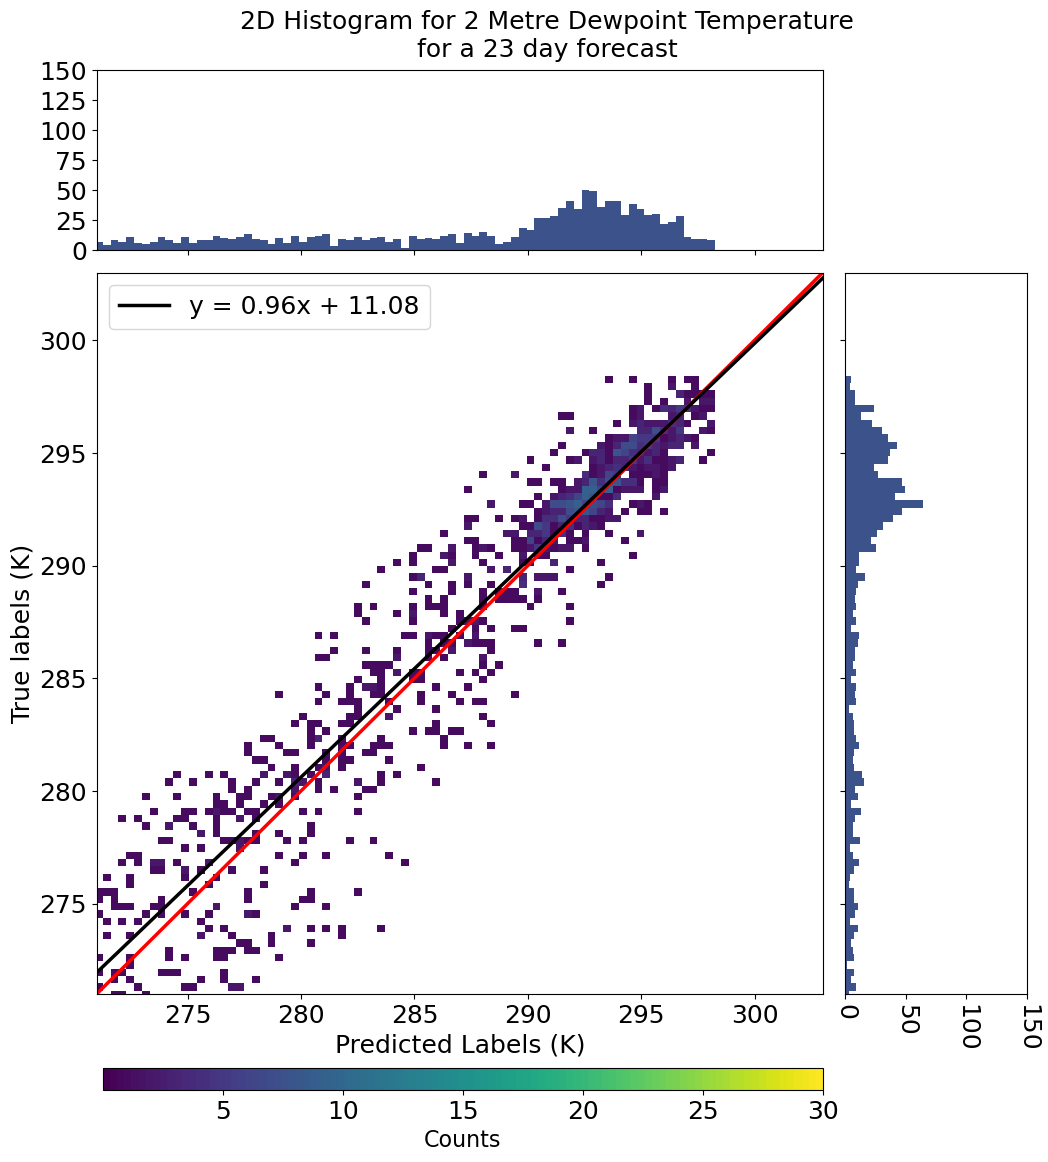 2D Histogram for 2 Metre Dewpoint Temperature
for a 23 day forecast
150
125
100
75
50
25
0
y = 0.96x + 11.08
True labels (K)
300
295
290
285
280
275
275 280 285 290 295 300
Predicted Labels (K)
0 50 100 150
5 10 15 20 25 30
Counts